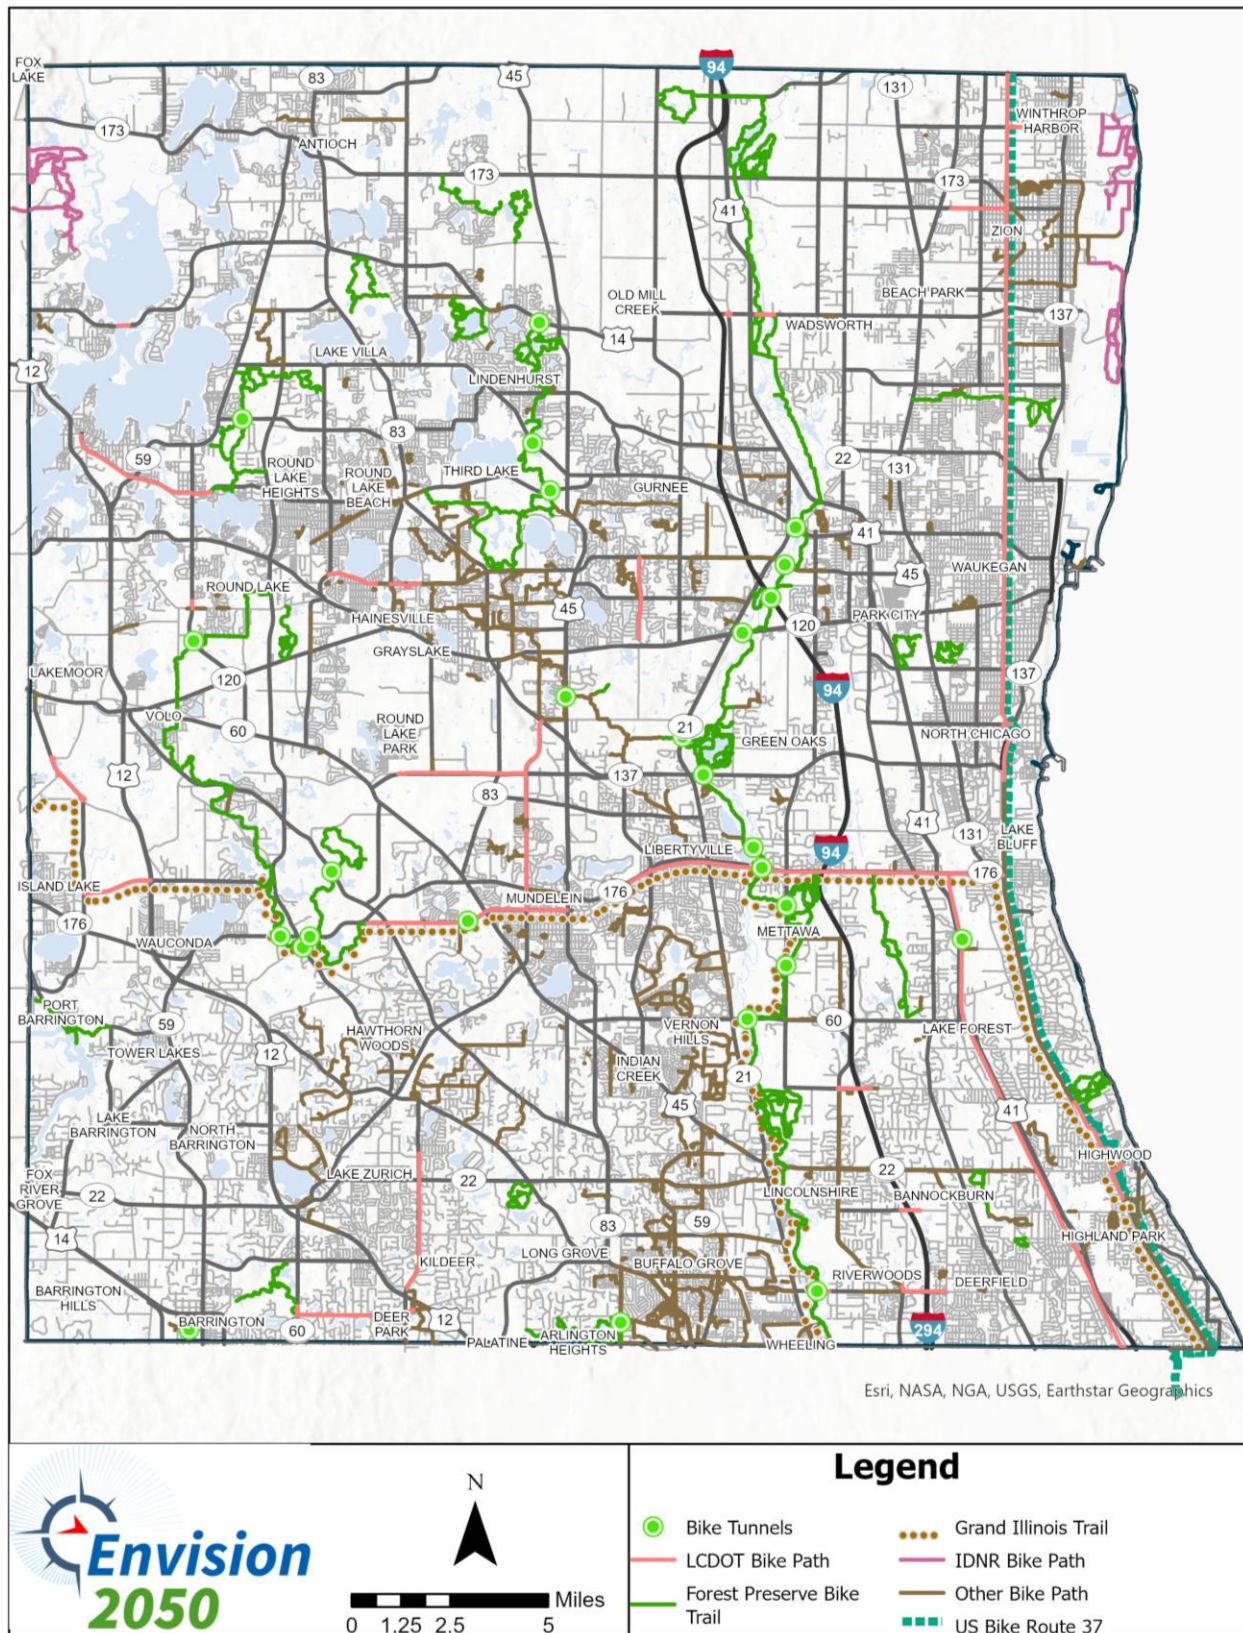 FOX
LAKE
83
45
94
131
WINTHROP
HARBOR
173
ANTIOCH
173
173
41
ZION
OLD MILL
CREEK
BEACH PARK
137
WADSWORTH
14
12
LAKE VILLA
LINDENHURST
83
59
ROUND
LAKE
HEIGHTS
ROUND
LAKE
BEACH
THIRD LAKE
GURNEE
22
131
41
ROUND LAKE
45
WAUKEGAN
HAINESVILLE
45
PARK CITY
120
GRAYSLAKE
LAKEMOOR
120
94
137
VOLO
60
ROUND
LAKE
PARK
21
GREEN OAKS
NORTH CHICAGO
12
137
83
41
131
LAKE
BLUFF
LIBERTYVILLE
94
ISLAND LAKE
176
MUNDELEIN
176
176
WAUCONDA
METTAWA
PORT
BARRINGTON
59
TOWER LAKES
12
HAWTHORN
WOODS
VERNON
HILLS
60
LAKE FOREST
INDIAN
CREEK
21
45
41
LAKE
BARRINGTON
NORTH
BARRINGTON
HIGHWOOD
FOX
RIVER
GROVE
22
LAKE ZURICH
22
22
LINCOLNSHIRE
BANNOCKBURN
14
83
59
HIGHLAND PARK
LONG GROVE
KILDEER
BUFFALO GROVE
RIVERWOODS
DEERFIELD
BARRINGTON
HILLS
BARRINGTON
60
DEER
PARK
12
PALATINE
ARLINGTON
HEIGHTS
WHEELING
294
Esri, NASA, NGA, USGS, Earthstar Geographics
Envision
2050
N
Miles
0 1.25 2.5 5
Legend
Bike Tunnels
LCDOT Bike Path
Forest Preserve Bike
Trail
Grand Illinois Trail
IDNR Bike Path
Other Bike Path
US Bike Route 37